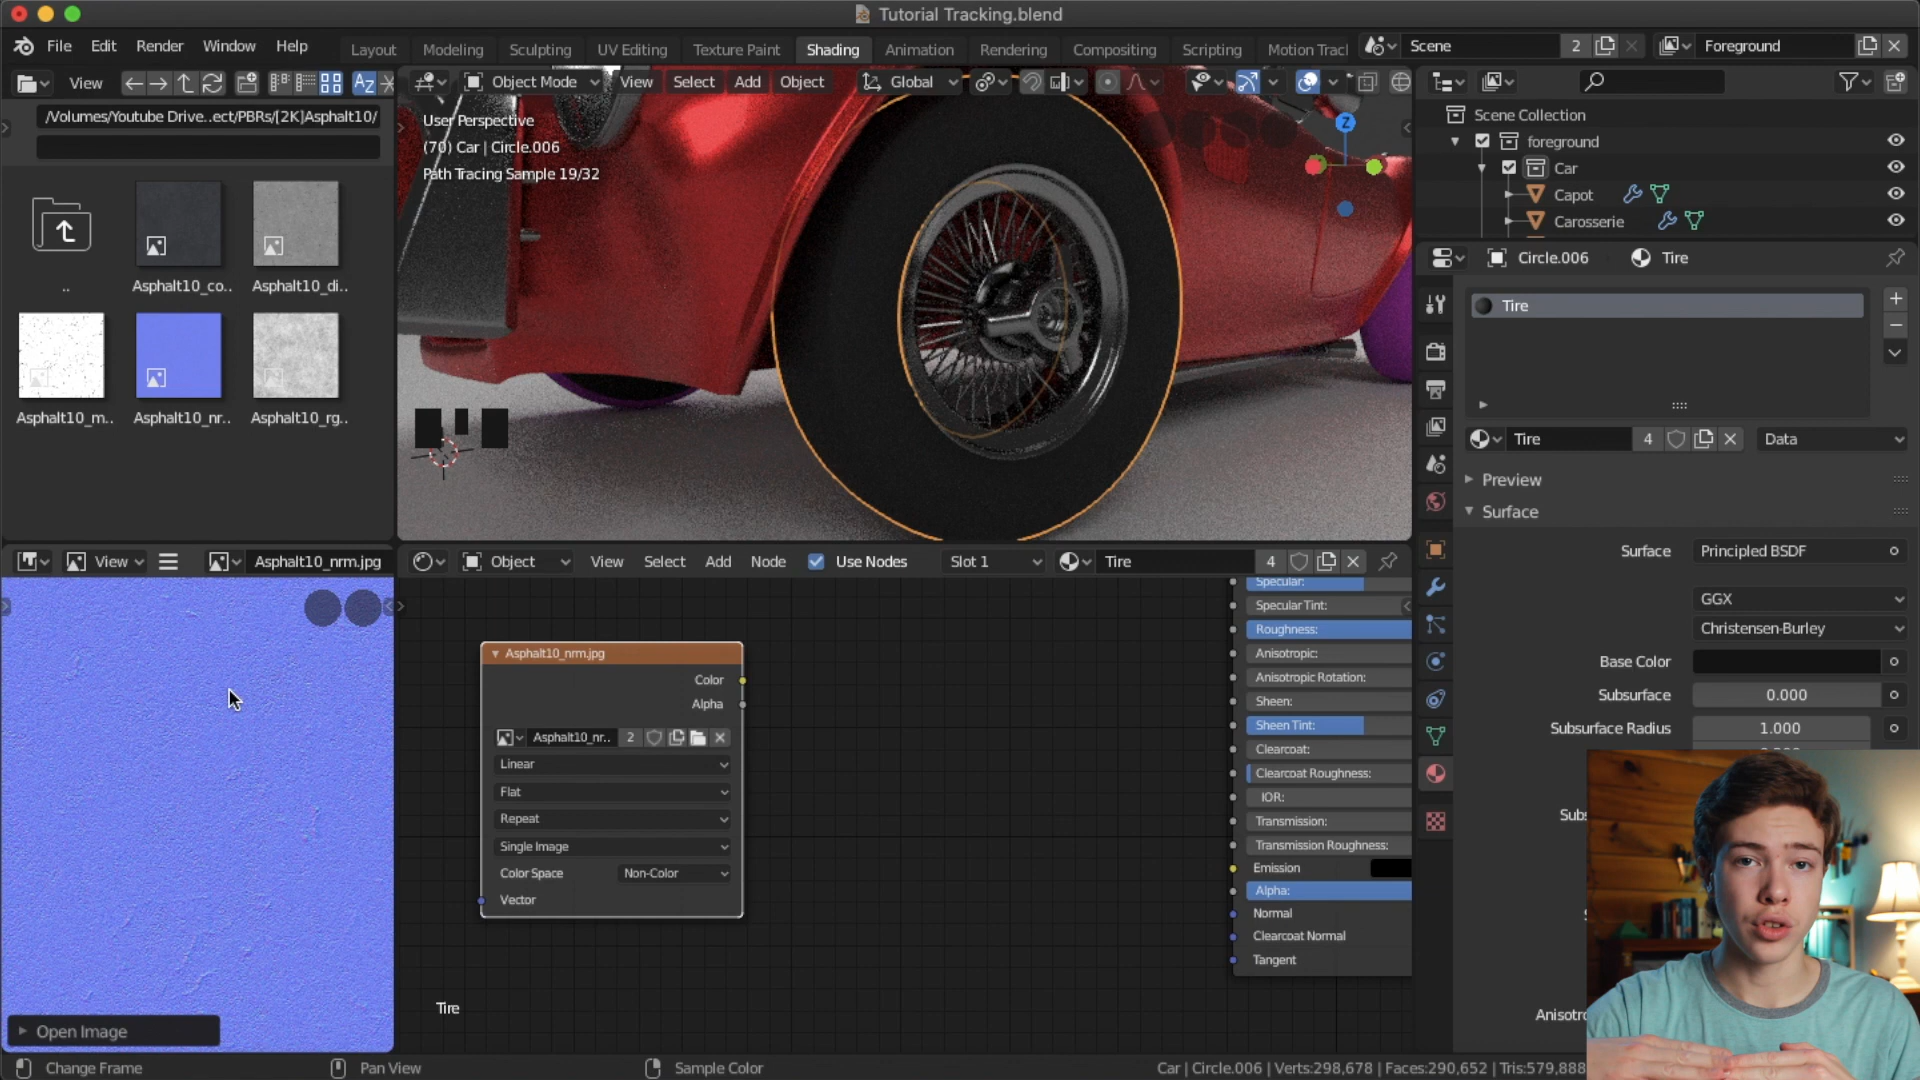 Tutorial Tracking.blend
File Edit Render Window Help
Layout Modeling Sculpting UV Editing Texture Paint Shading Animation Rendering Compositing Scripting Motion Tracl
Scene 2 Foreground
View
/Volumes/Youtube Drive..ect/PBRs/[2K]Asphalt10/
..
Asphalt10_co..
Asphalt10_di..
Asphalt10_m..
Asphalt10_nr..
Asphalt10_rg..
Object Mode View Select Add Object Global
User Perspective
(70) Car | Circle.006
Path Tracing Sample 19/32
Z
Scene Collection
foreground
Car
Capot
Carosserie
Circle.006 Tire
Tire
Tire 4 Data
Preview
Surface
Surface Principled BSDF
GGX
Christensen-Burley
Base Color
Subsurface 0.000
Subsurface Radius 1.000
Subs
Anisotro
View Asphalt10_nrm.jpg
Open Image
Object View Select Add Node Use Nodes Slot 1 Tire 4
Asphalt10_nrm.jpg
Color
Alpha
Asphalt10_nr.. 2
Linear
Flat
Repeat
Single Image
Color Space Non-Color
Vector
Specular:
Specular Tint:
Roughness:
Anisotropic:
Anisotropic Rotation:
Sheen:
Sheen Tint:
Clearcoat:
Clearcoat Roughness:
IOR:
Transmission:
Transmission Roughness:
Emission
Alpha:
Normal
Clearcoat Normal
Tangent
Tire
Change Frame Pan View Sample Color Car | Circle.006 | Verts:298,678 | Faces:290,652 | Tris:579,888